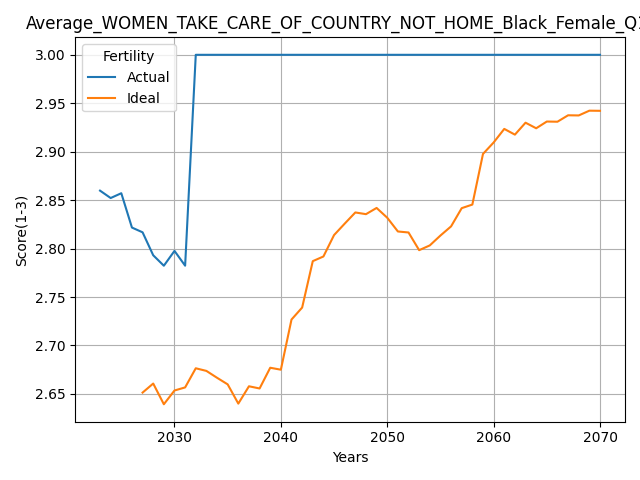 Average_WOMEN_TAKE_CARE_OF_COUNTRY_NOT_HOME_Black_Female_Q
3.00
2.95
2.90
2.85
2.80
2.75
2.70
2.65
Score(1-3)
Fertility
Actual
Ideal
2030
2040
2050
2060
2070
Years